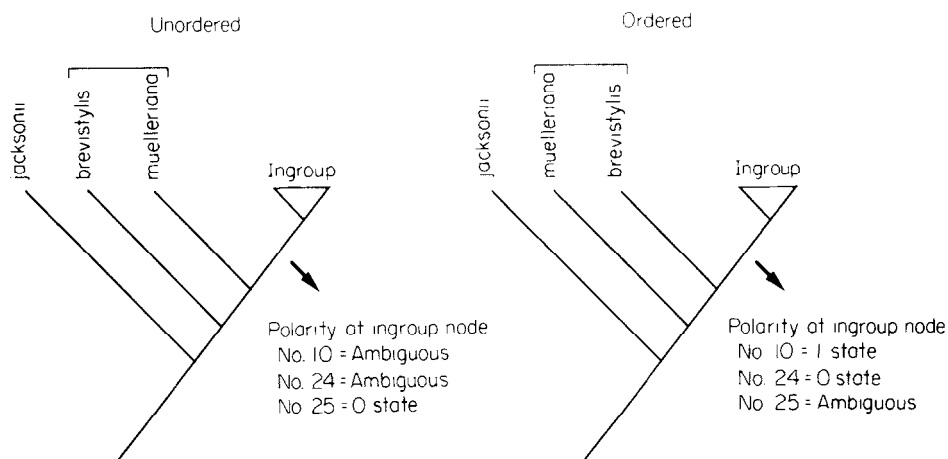 Unordered
jacksonii
brevistylis
muelleriana
Ingroup
Polarity at ingroup node
No. 10 = Ambiguous
No. 24 = Ambiguous
No 25 = 0 state
Ordered
jacksonii
muelleriana
brevistylis
Ingroup
Polarity at ingroup node
No 10 = 1 state
No. 24 = 0 state
No 25 = Ambiguous